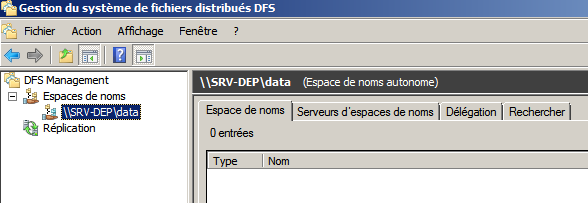 Gestion du système de fichiers distribués DFS
Fichier Action Affichage Fenêtre ?
DFS Management
Espaces de noms
\\SRV-DEP\data
Réplication
\\SRV-DEP\data (Espace de noms autonome)
Espace de noms Serveurs d'espaces de noms Délégation Rechercher
0 entrées
Type Nom